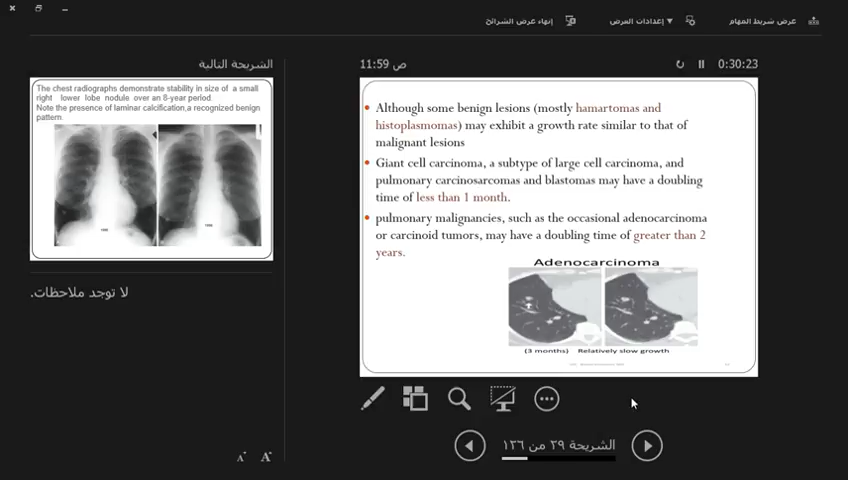 عرض شريط المهام
إعدادات العرض ▼
إنهاء عرض الشرائح
الشريحة التالية
The chest radiographs demonstrate stability in size of a small
right lower lobe nodule over an 8-year period.
Note the presence of laminar calcification,a recognized benign
pattern.
لا توجد ملاحظات.
11:59 ص
0:30:23
• Although some benign lesions (mostly hamartomas and
histoplasmomas) may exhibit a growth rate similar to that of
malignant lesions
• Giant cell carcinoma, a subtype of large cell carcinoma, and
pulmonary carcinosarcomas and blastomas may have a doubling
time of less than 1 month.
• pulmonary malignancies, such as the occasional adenocarcinoma
or carcinoid tumors, may have a doubling time of greater than 2
years.
Adenocarcinoma
(3 months) Relatively slow growth
الشريحة ٣٩ من ١٣٦
A A